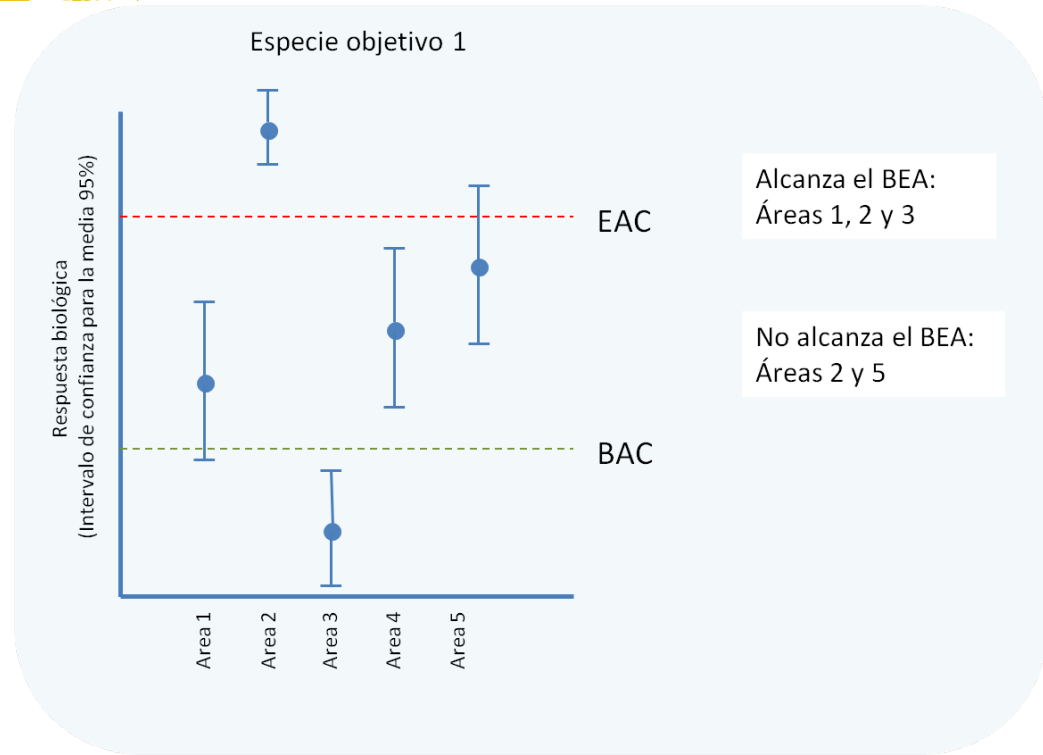 Especie objetivo 1
Respuesta biológica
(Intervalo de confianza para la media 95%)
EAC
BAC
Area 1
Area 2
Area 3
Area 4
Area 5
Alcanza el BEA:
Áreas 1, 2 y 3
No alcanza el BEA:
Áreas 2 y 5